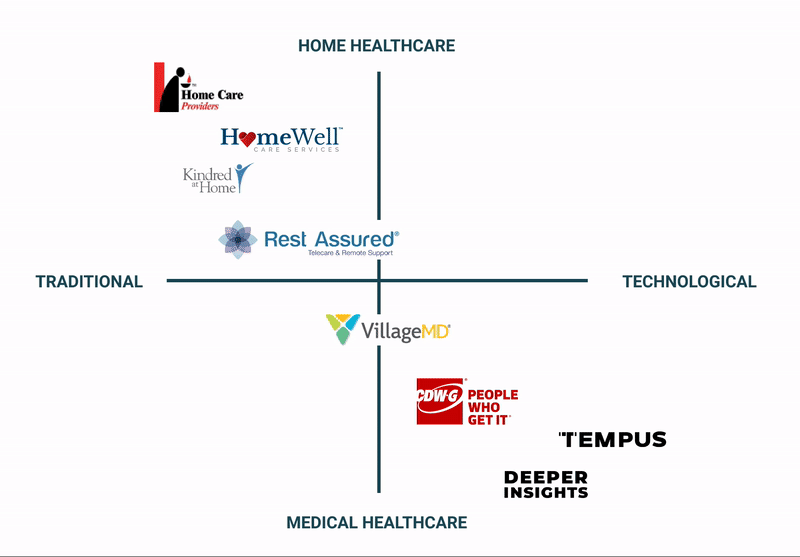 HOME HEALTHCARE
Home Care
Providers
HomeWell™
CARE SERVICES
Kindred
at Home
Rest Assured®
Telecare & Remote Support
TRADITIONAL
TECHNOLOGICAL
VillageMD®
CDW·G®
PEOPLE
WHO
GET IT
TEMPUS
DEEPER
INSIGHTS
MEDICAL HEALTHCARE